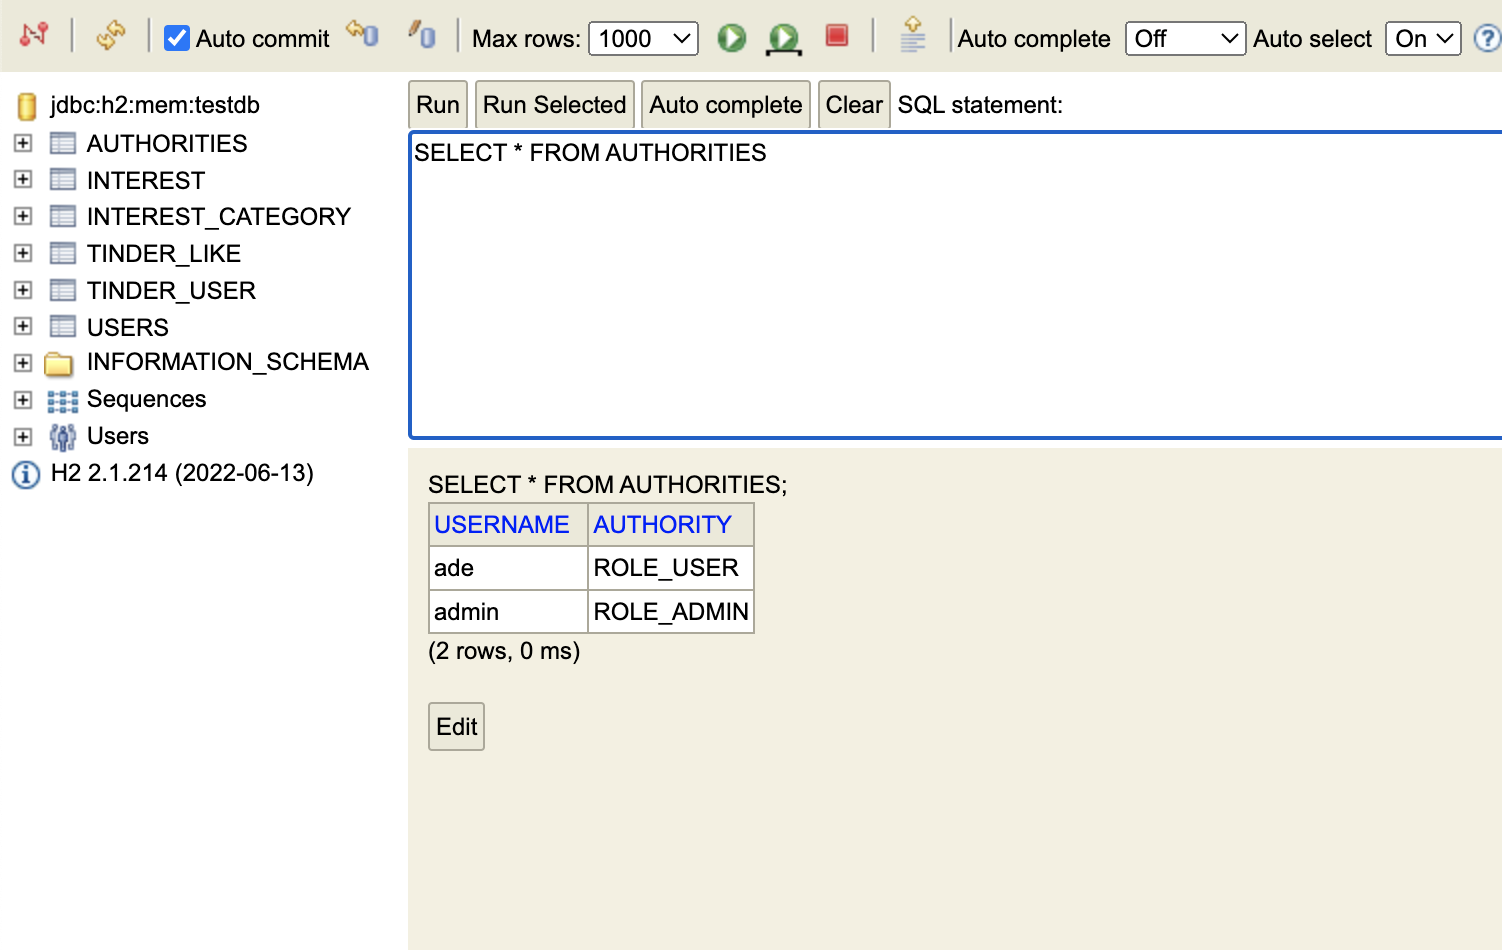 Auto commit Max rows: 1000 Auto complete Off Auto select On ?
jdbc:h2:mem:testdb
AUTHORITIES
INTEREST
INTEREST_CATEGORY
TINDER_LIKE
TINDER_USER
USERS
INFORMATION_SCHEMA
Sequences
Users
H2 2.1.214 (2022-06-13)
Run Run Selected Auto complete Clear SQL statement:
SELECT * FROM AUTHORITIES
SELECT * FROM AUTHORITIES;
USERNAME AUTHORITY
ade ROLE_USER
admin ROLE_ADMIN
(2 rows, 0 ms)
Edit